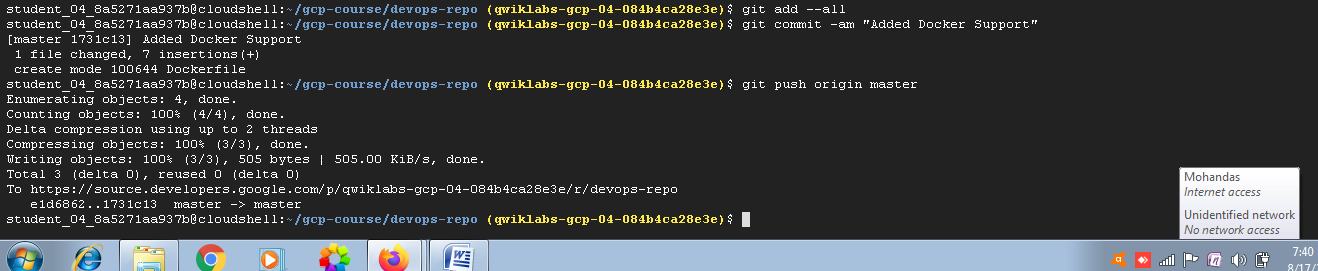 student_04_8a5271aa937b@cloudshell:~/gcp-course/devops-repo (qwiklabs-gcp-04-084b4ca28e3e)$ git add --all
student_04_8a5271aa937b@cloudshell:~/gcp-course/devops-repo (qwiklabs-gcp-04-084b4ca28e3e)$ git commit -am "Added Docker Support"
[master 1731c13] Added Docker Support
1 file changed, 7 insertions(+)
create mode 100644 Dockerfile
student_04_8a5271aa937b@cloudshell:~/gcp-course/devops-repo (qwiklabs-gcp-04-084b4ca28e3e)$ git push origin master
Enumerating objects: 4, done.
Counting objects: 100% (4/4), done.
Delta compression using up to 2 threads
Compressing objects: 100% (3/3), done.
Writing objects: 100% (3/3), 505 bytes | 505.00 KiB/s, done.
Total 3 (delta 0), reused 0 (delta 0)
To https://source.developers.google.com/p/qwiklabs-gcp-04-084b4ca28e3e/r/devops-repo
e1d6862..1731c13  master -> master
student_04_8a5271aa937b@cloudshell:~/gcp-course/devops-repo (qwiklabs-gcp-04-084b4ca28e3e)$
Mohandas
Internet access
Unidentified network
No network access
7:40